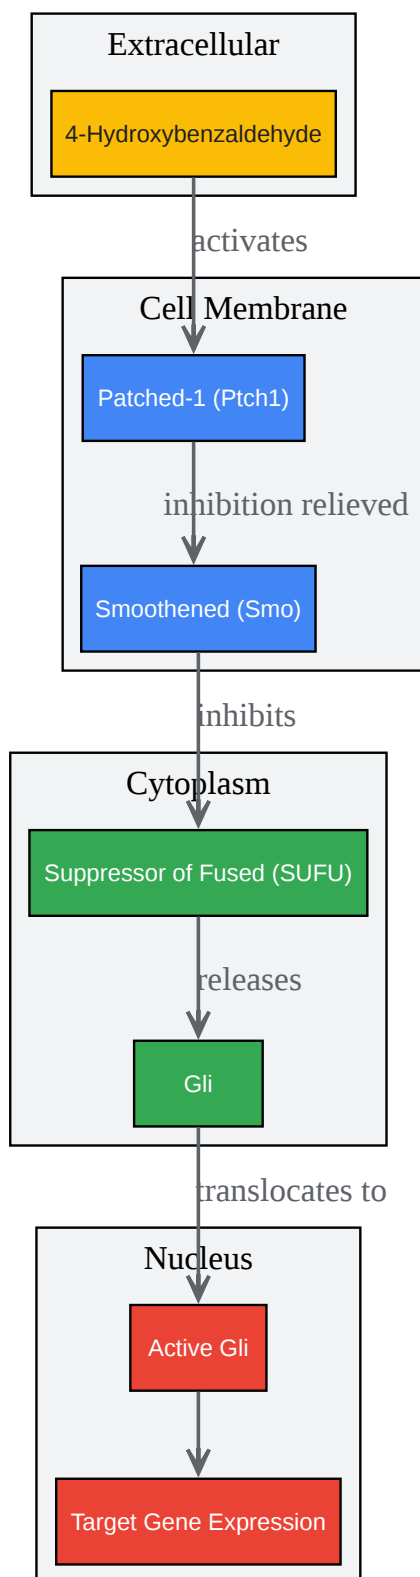 Extracellular
4-Hydroxybenzaldehyde
activates
Cell Membrane
Patched-1 (Ptch1)
inhibition relieved
Smoothened (Smo)
inhibits
Cytoplasm
Suppressor of Fused (SUFU)
releases
Gli
translocates to
Nucleus
Active Gli
Target Gene Expression